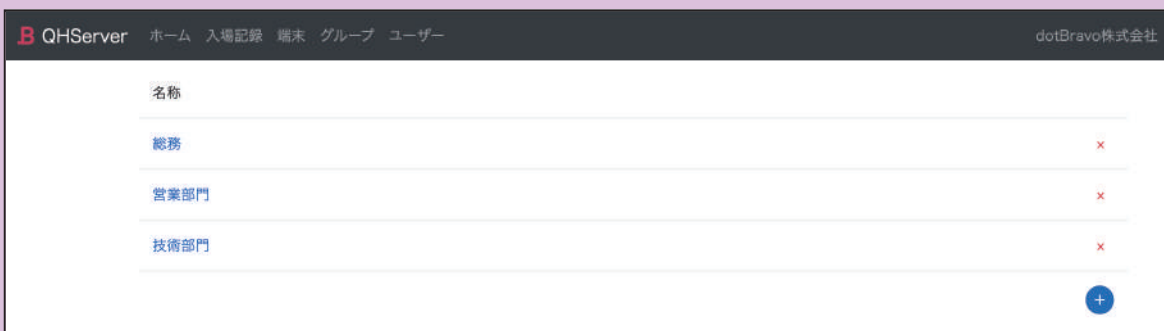 B QHServer ホーム 入場記録 端末 グループ ユーザー dotBravo株式会社
名称
総務 ×
営業部門 ×
技術部門 ×
+